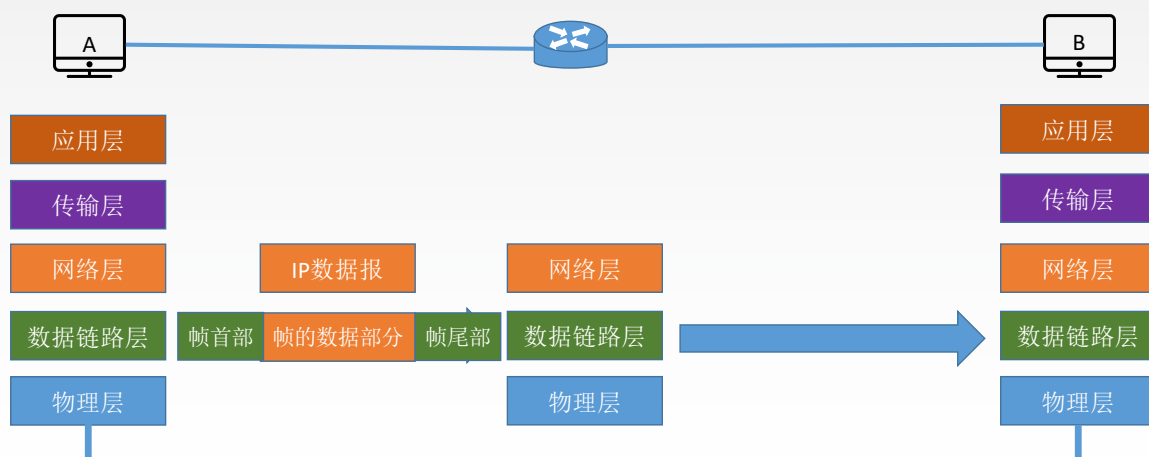 A
B
应用层
应用层
传输层
传输层
网络层
IP数据报
网络层
网络层
数据链路层
帧首部
帧的数据部分
帧尾部
数据链路层
数据链路层
物理层
物理层
物理层